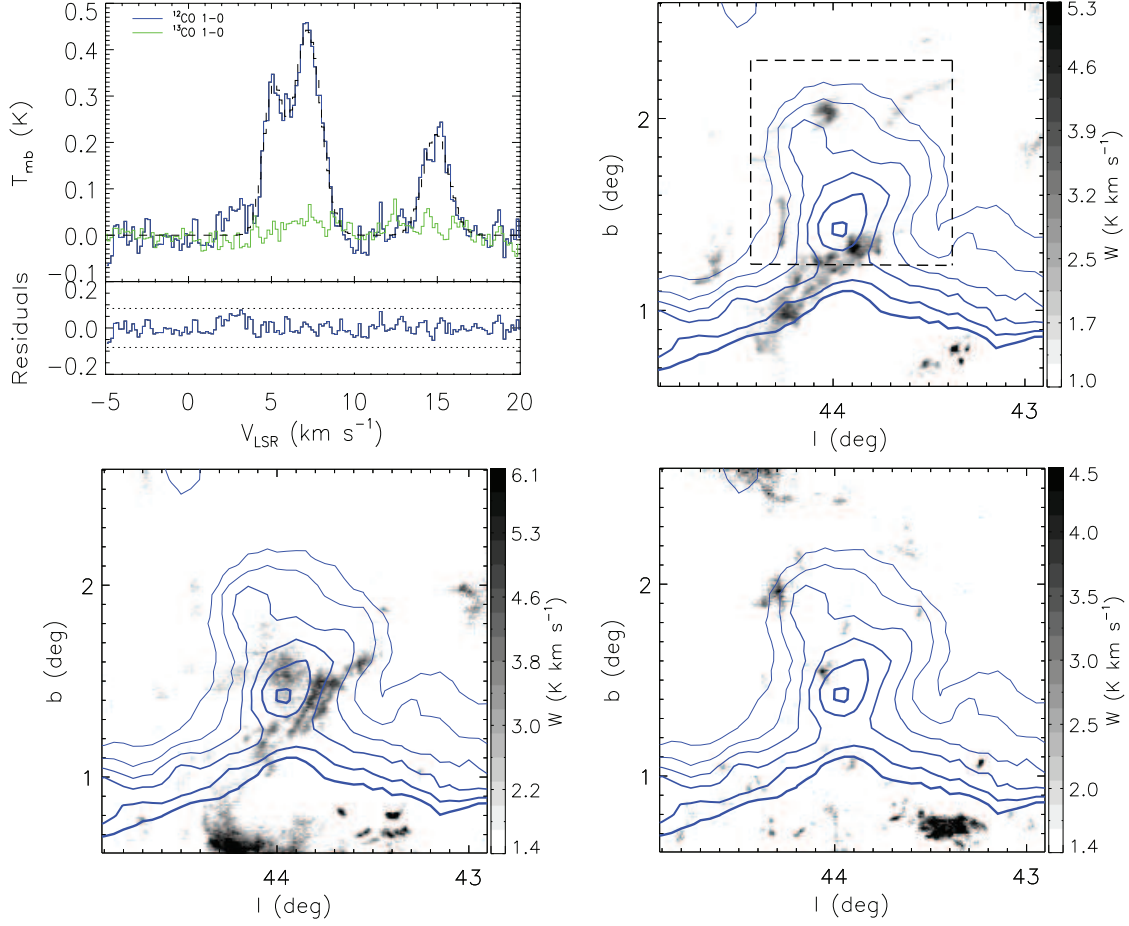 ¹²CO 1−0
¹³CO 1−0
0.5
0.4
0.3
0.2
0.1
0.0
−0.1
T_mb (K)
0.2
0.0
−0.2
Residuals
−5 0 5 10 15 20
V_LSR (km s⁻¹)
2
1
b (deg)
44 43
l (deg)
5.3
4.6
3.9
3.2
2.5
1.7
1.0
W (K km s⁻¹)
2
1
b (deg)
44 43
l (deg)
6.1
5.3
4.6
3.8
3.0
2.2
1.4
W (K km s⁻¹)
2
1
b (deg)
44 43
l (deg)
4.5
4.0
3.5
3.0
2.5
2.0
1.4
W (K km s⁻¹)